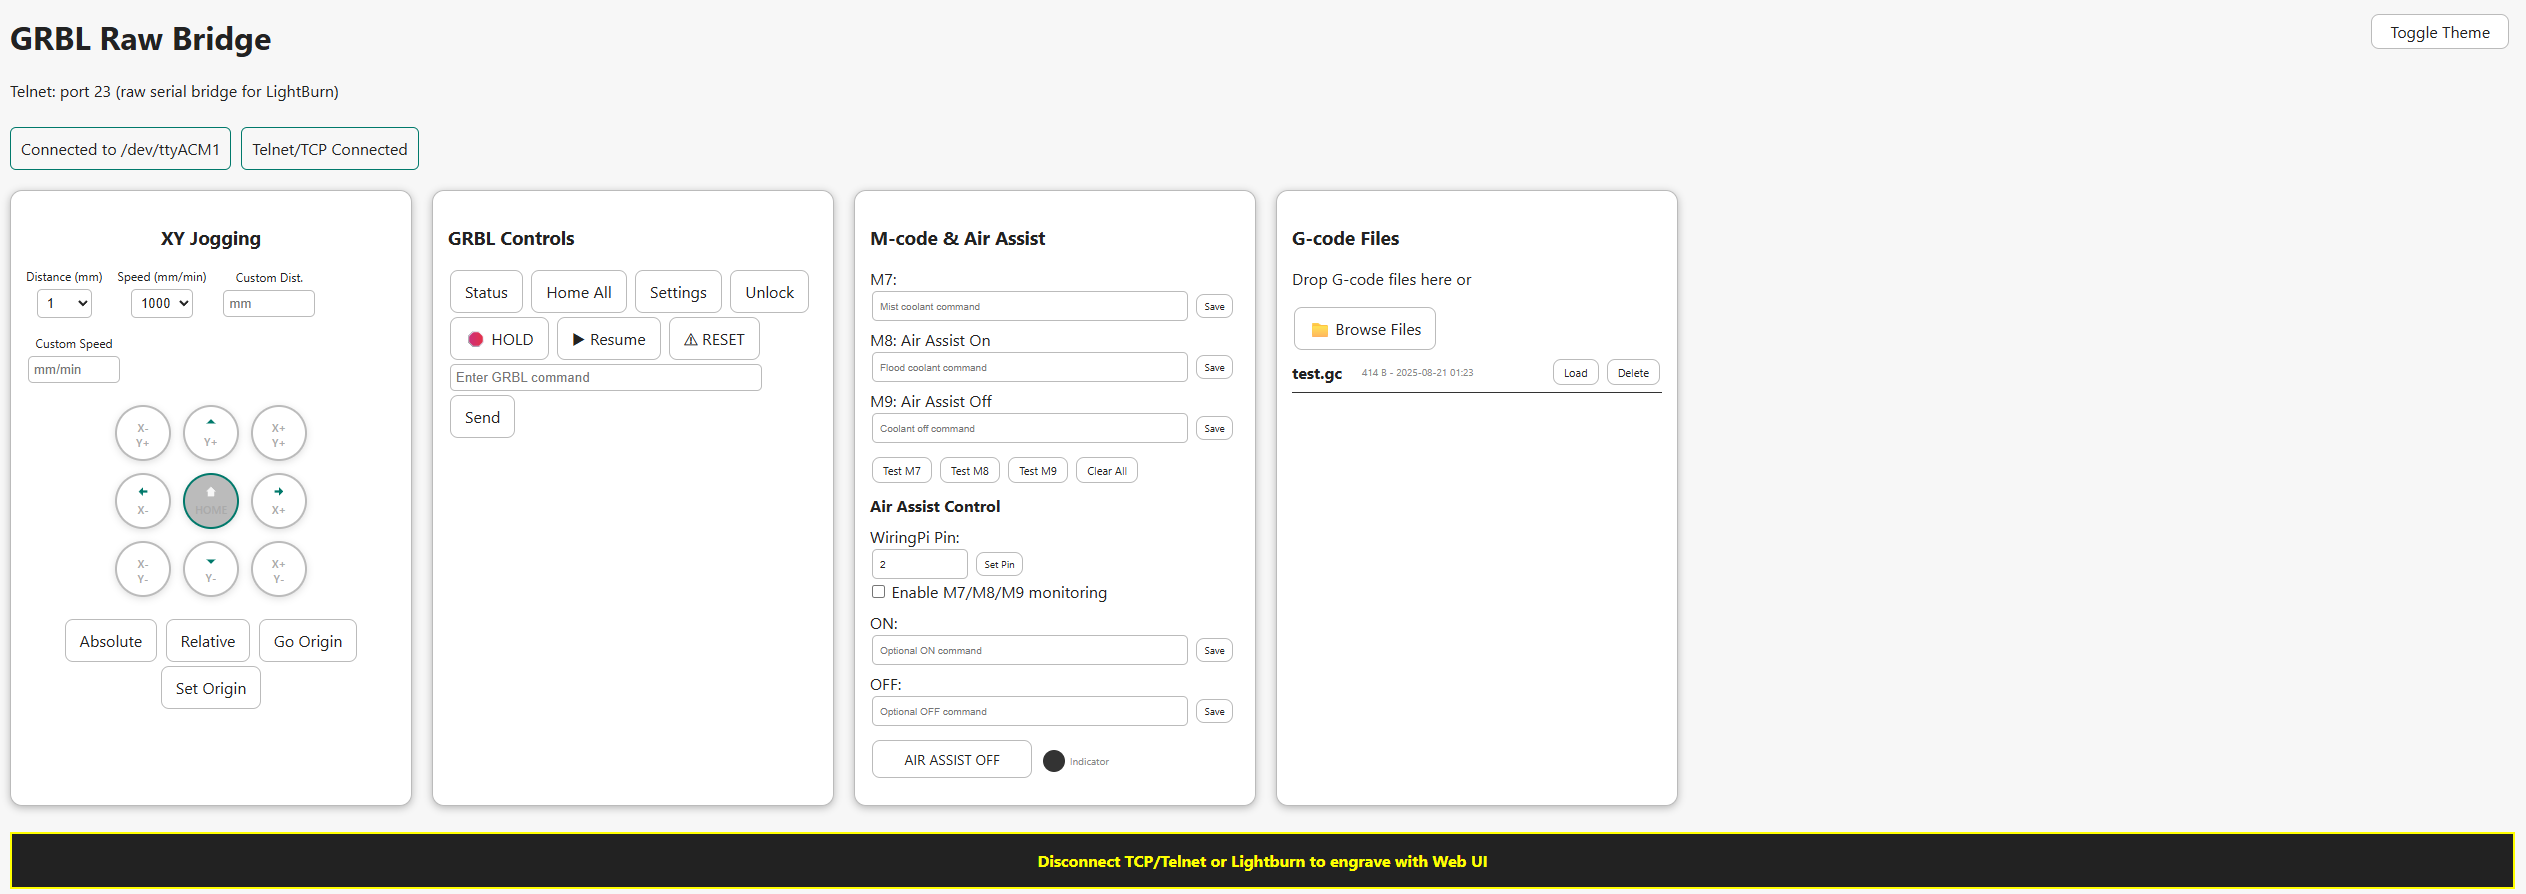 GRBL Raw Bridge
Toggle Theme
Telnet: port 23 (raw serial bridge for LightBurn)
Connected to /dev/ttyACM1
Telnet/TCP Connected
XY Jogging
Distance (mm)
Speed (mm/min)
Custom Dist.
1
1000
mm
Custom Speed
mm/min
X-
Y+
Y+
X+
Y+
X-
HOME
X+
X-
Y-
Y-
X+
Y-
Absolute
Relative
Go Origin
Set Origin
GRBL Controls
Status
Home All
Settings
Unlock
HOLD
▶ Resume
⚠ RESET
Enter GRBL command
Send
M-code & Air Assist
M7:
Mist coolant command
Save
M8: Air Assist On
Flood coolant command
Save
M9: Air Assist Off
Coolant off command
Save
Test M7
Test M8
Test M9
Clear All
Air Assist Control
WiringPi Pin:
2
Set Pin
Enable M7/M8/M9 monitoring
ON:
Optional ON command
Save
OFF:
Optional OFF command
Save
AIR ASSIST OFF
Indicator
G-code Files
Drop G-code files here or
Browse Files
test.gc
414 B - 2025-08-21 01:23
Load
Delete
Disconnect TCP/Telnet or Lightburn to engrave with Web UI